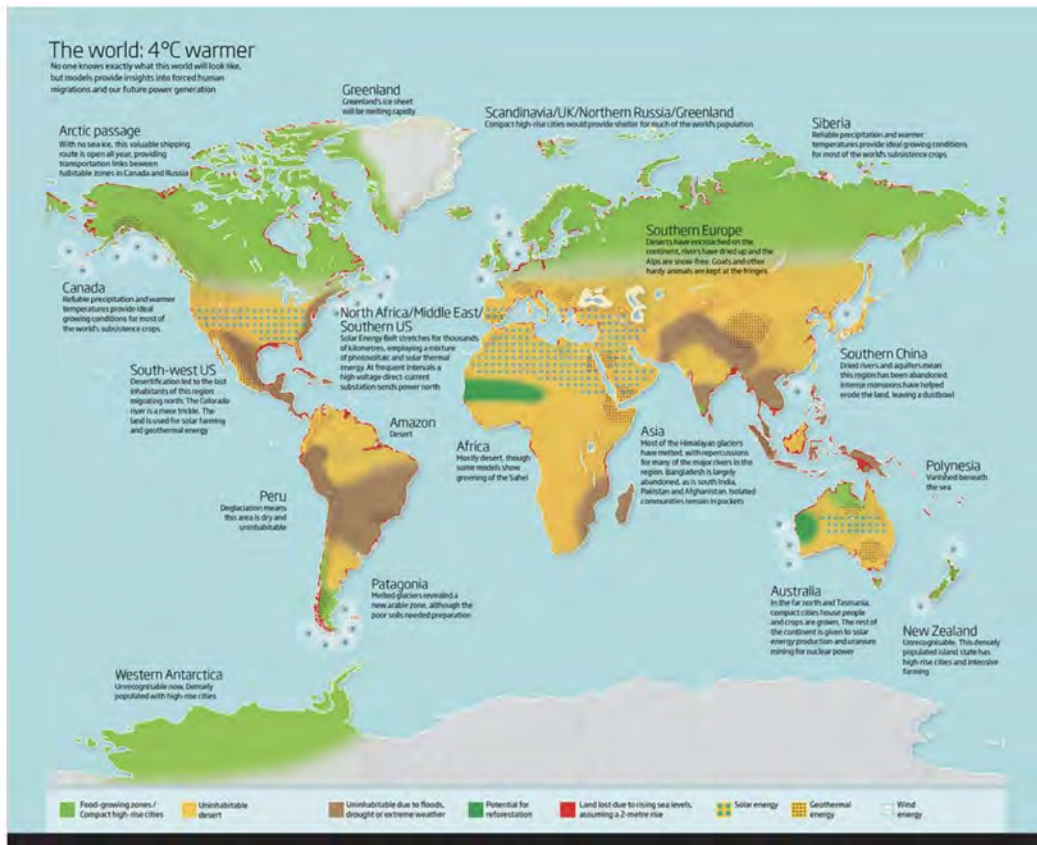 The world: 4°C warmer
No one knows exactly what this world will look like,
but models provide insights into forced human
migrations and our future power generation
Greenland
Greenland's ice sheet
will be melting rapidly
Scandinavia/UK/Northern Russia/Greenland
Compact high-rise cities would provide shelter for much of the world's population
Siberia
Reliable precipitation and warmer
temperatures provide ideal growing conditions
for most of the world's subsistence crops
Arctic passage
With no sea ice, this valuable shipping
route is open all year, providing
transportation links between
habitable zones in Canada and Russia
Southern Europe
Deserts have encroached on the
continent, rivers have dried up and the
Alps are snow-free. Goats and other
hardy animals are kept at the fringes
Canada
Reliable precipitation and warmer
temperatures provide ideal
growing conditions for most of
the world's subsistence crops
North Africa/Middle East/
Southern US
Solar Energy Belt stretches for thousands
of kilometres, employing a mixture
of photovoltaic and solar thermal
energy. At frequent intervals a
high voltage direct-current
substation sends power north
South-west US
Desertification led to the last
inhabitants of this region
migrating north. The Colorado
river is a mere trickle. The
land is used for solar farming
and geothermal energy
Southern China
Dried rivers and aquifers mean
this region has been abandoned;
intense monsoons have helped
erode the land, leaving a dustbowl
Amazon
Desert
Africa
Mostly desert, though
some models show
greening of the Sahel
Asia
Most of the Himalayan glaciers
have melted, with repercussions
for many of the major rivers in the
region. Bangladesh is largely
abandoned, as is south India,
Pakistan and Afghanistan. Isolated
communities remain in pockets
Polynesia
Vanished beneath
the sea
Peru
Deglaciation means
this area is dry and
uninhabitable
Patagonia
Melted glaciers revealed a
new arable zone, although the
poor soils needed preparation
Australia
In the far north and Tasmania,
compact cities house people
and crops are grown. The rest of
the continent is given to solar
energy production and uranium
mining for nuclear power
New Zealand
Unrecognisable. This densely
populated island state has
high-rise cities and intensive
farming
Western Antarctica
Unrecognisable now. Densely
populated with high-rise cities
Food-growing zones/
Compact high-rise cities
Uninhabitable
desert
Uninhabitable due to floods,
drought or extreme weather
Potential for
reforestation
Land lost due to rising sea levels,
assuming a 2-metre rise
Solar energy
Geothermal
energy
Wind
energy